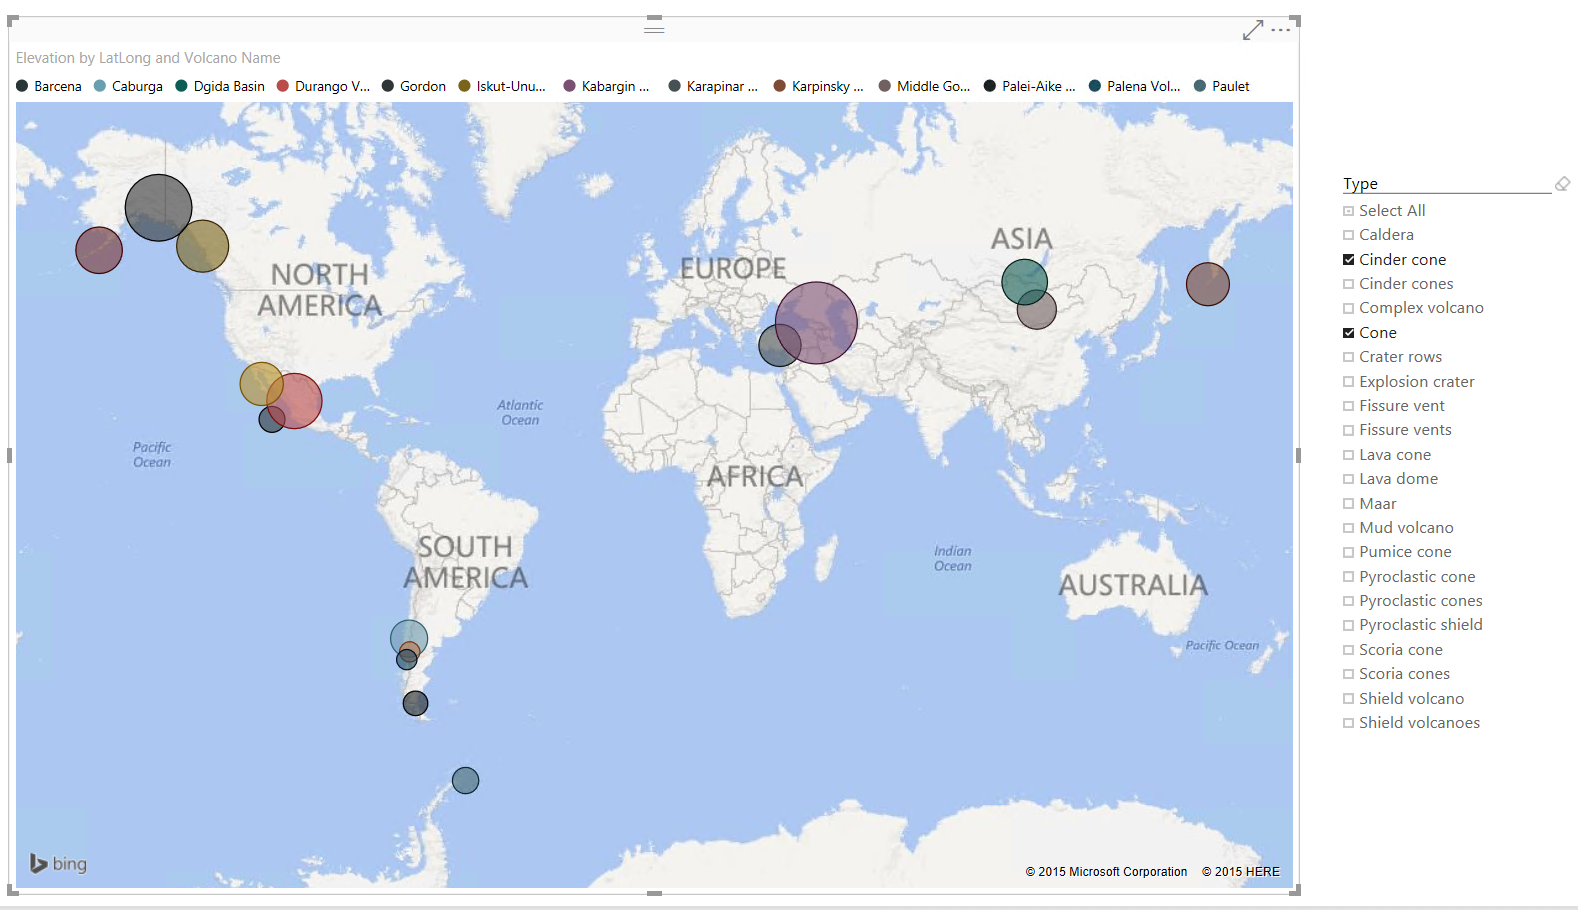 Elevation by LatLong and Volcano Name
Barcena Caburga Dgida Basin Durango V... Gordon Iskut-Unu... Kabargin ... Karapinar ... Karpinsky ... Middle Go... Palei-Aike ... Palena Vol... Paulet
NORTH
AMERICA
EUROPE
ASIA
Atlantic
Ocean
Pacific
Ocean
AFRICA
SOUTH
AMERICA
Indian
Ocean
AUSTRALIA
Pacific Ocean
bing
© 2015 Microsoft Corporation © 2015 HERE
Type
Select All
Caldera
Cinder cone
Cinder cones
Complex volcano
Cone
Crater rows
Explosion crater
Fissure vent
Fissure vents
Lava cone
Lava dome
Maar
Mud volcano
Pumice cone
Pyroclastic cone
Pyroclastic cones
Pyroclastic shield
Scoria cone
Scoria cones
Shield volcano
Shield volcanoes